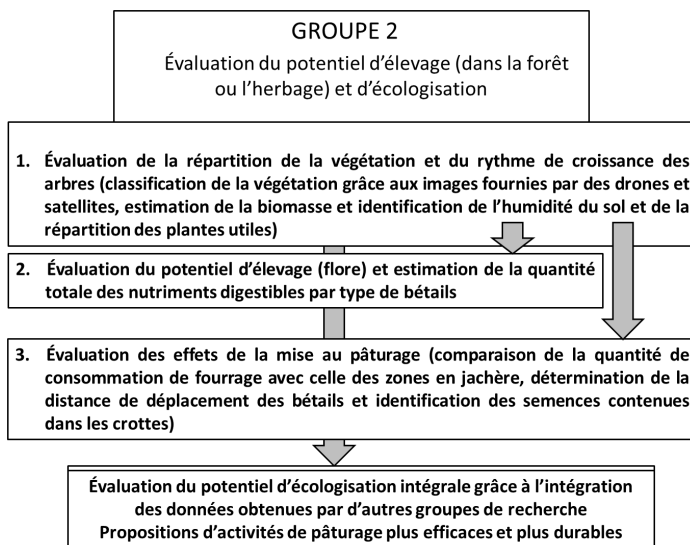 GROUPE 2
Évaluation du potentiel d'élevage (dans la forêt
ou l'herbage) et d'écologisation
1. Évaluation de la répartition de la végétation et du rythme de croissance des
arbres (classification de la végétation grâce aux images fournies par des drones et
satellites, estimation de la biomasse et identification de l'humidité du sol et de la
répartition des plantes utiles)
2. Évaluation du potentiel d'élevage (flore) et estimation de la quantité
totale des nutriments digestibles par type de bétails
3. Évaluation des effets de la mise au pâturage (comparaison de la quantité de
consommation de fourrage avec celle des zones en jachère, détermination de la
distance de déplacement des bétails et identification des semences contenues
dans les crottes)
Évaluation du potentiel d'écologisation intégrale grâce à l'intégration
des données obtenues par d'autres groupes de recherche
Propositions d'activités de pâturage plus efficaces et plus durables